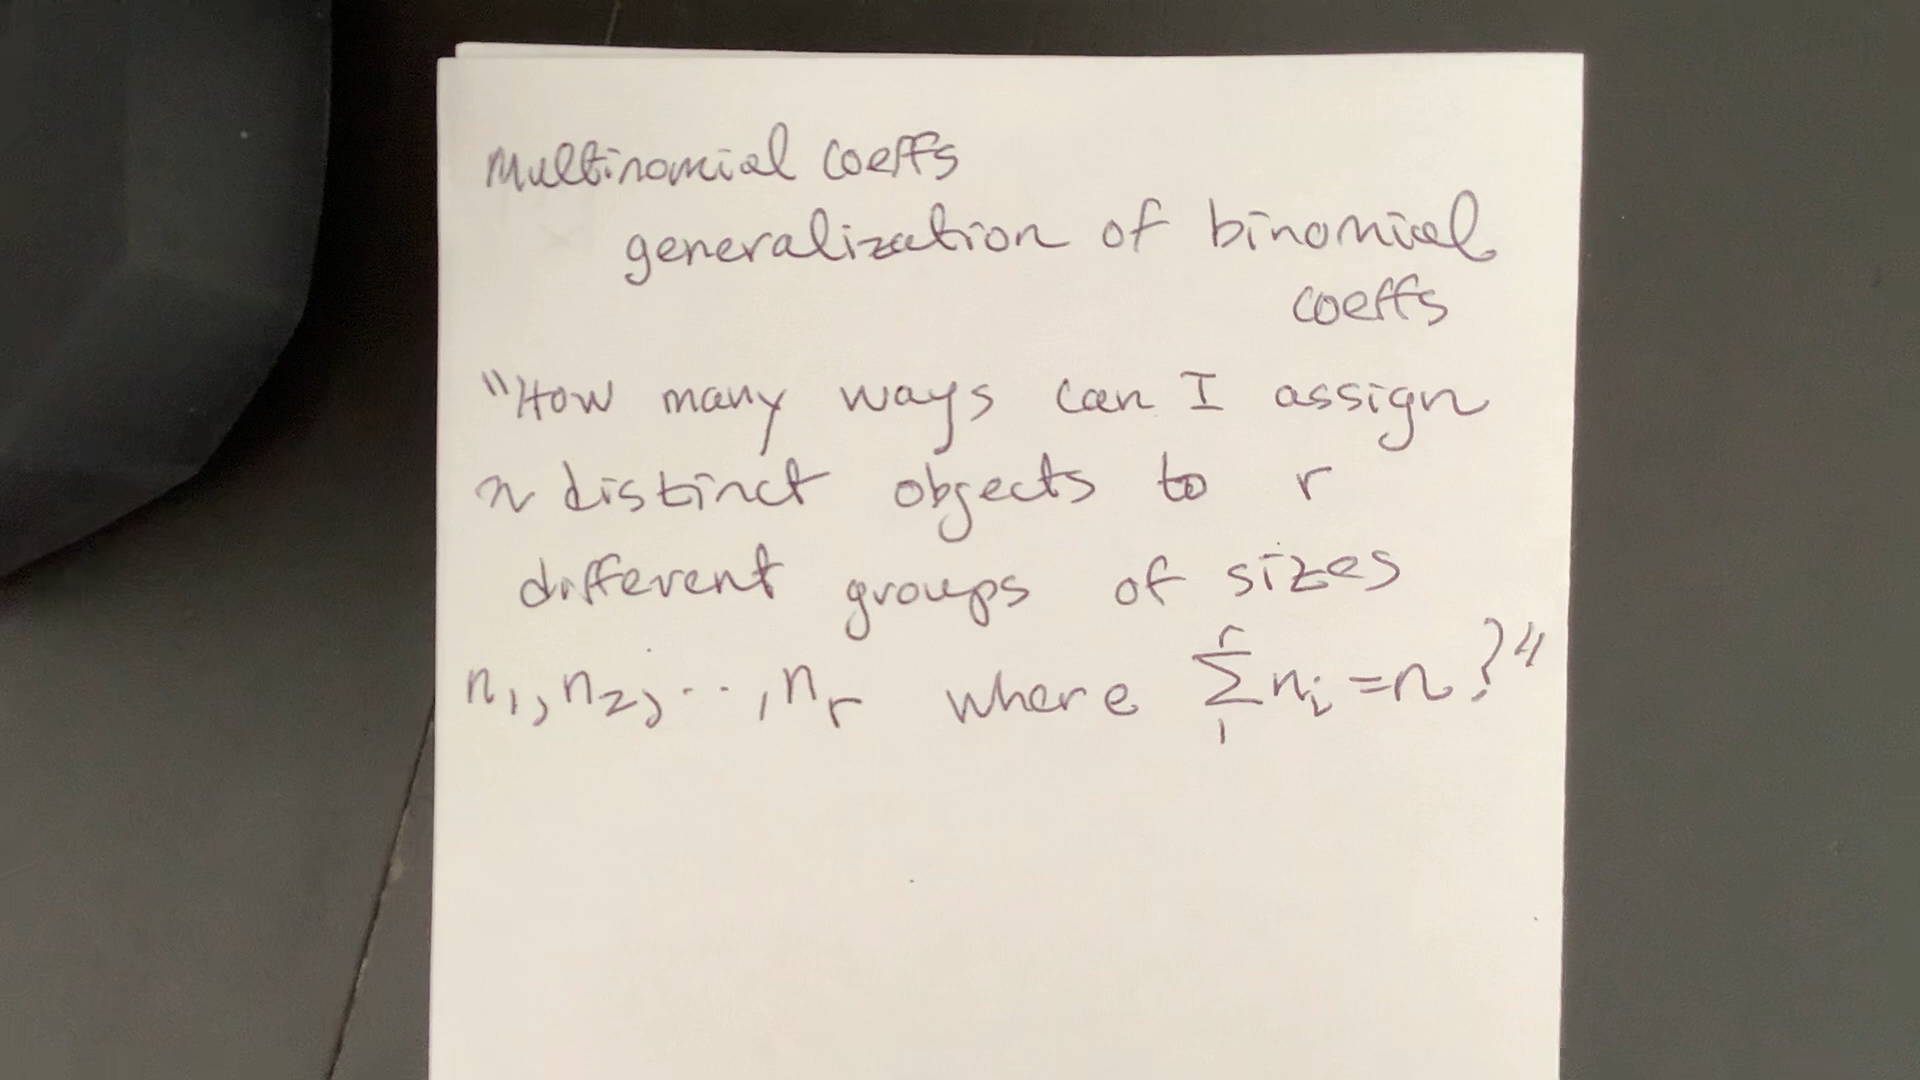 Multinomial coeffs
generalization of binomial
coeffs
"How many ways can I assign
n distinct objects to r
different groups of sizes
n₁, n₂, ..., nᵣ where ∑₁ʳ nᵢ = n?"